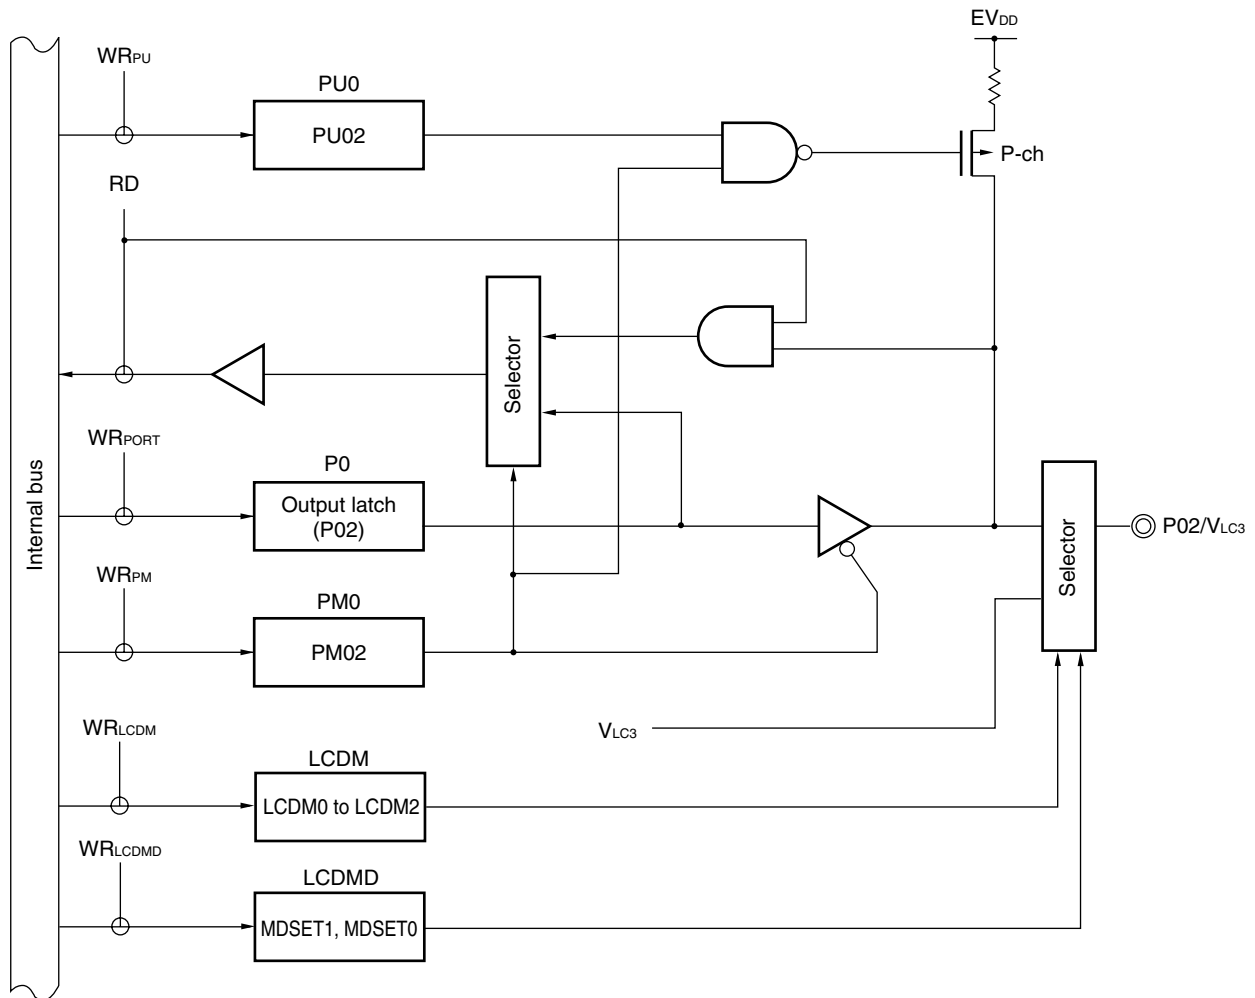 EVDD
WRPU
PU0
PU02
P-ch
RD
Selector
WRPORT
P0
Output latch
(P02)
Internal bus
Selector
P02/VLC3
WRPM
PM0
PM02
WRLCDM
VLC3
LCDM
LCDM0 to LCDM2
WRLCDMD
LCDMD
MDSET1, MDSET0